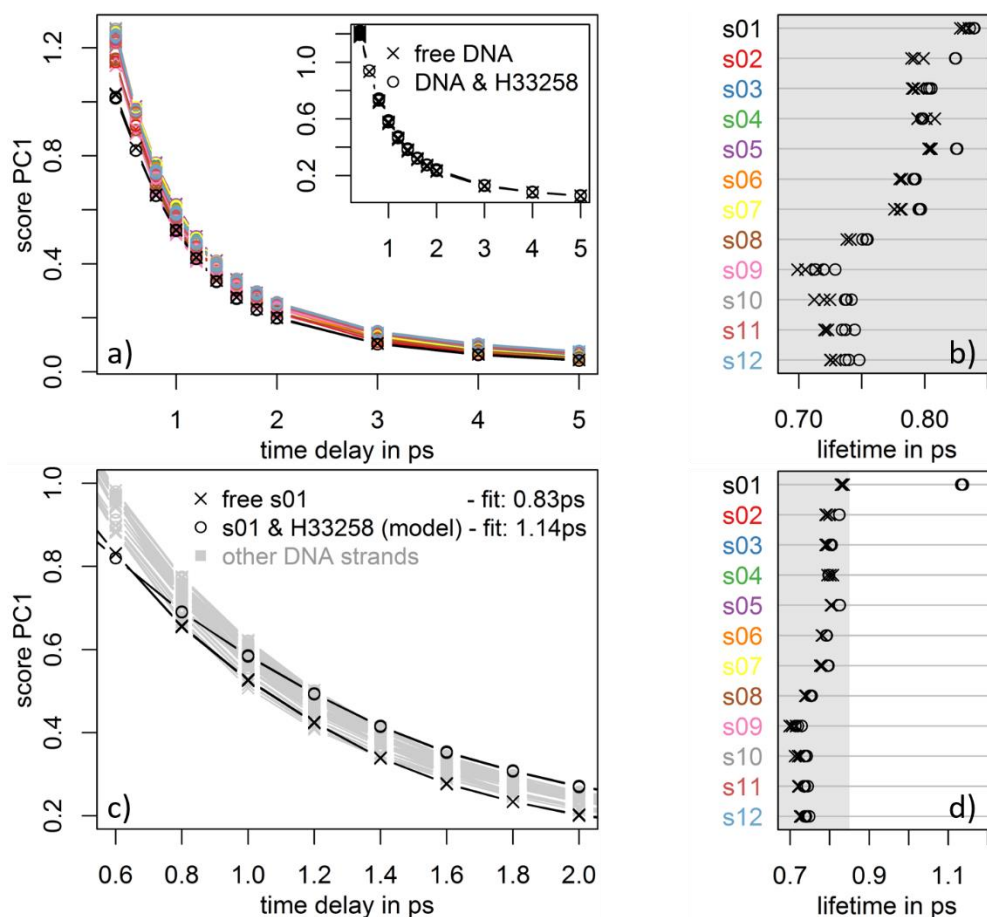 score PC1
0.0 0.4 0.8 1.2
0.2 0.6 1.0
× free DNA
○ DNA & H33258
1 2 3 4 5
a)
1 2 3 4 5
time delay in ps
s01
s02
s03
s04
s05
s06
s07
s08
s09
s10
s11
s12
b)
0.70 0.80
lifetime in ps
score PC1
0.2 0.4 0.6 0.8 1.0
× free s01 - fit: 0.83ps
○ s01 & H33258 (model) - fit: 1.14ps
other DNA strands
c)
0.6 0.8 1.0 1.2 1.4 1.6 1.8 2.0
time delay in ps
s01
s02
s03
s04
s05
s06
s07
s08
s09
s10
s11
s12
d)
0.7 0.9 1.1
lifetime in ps